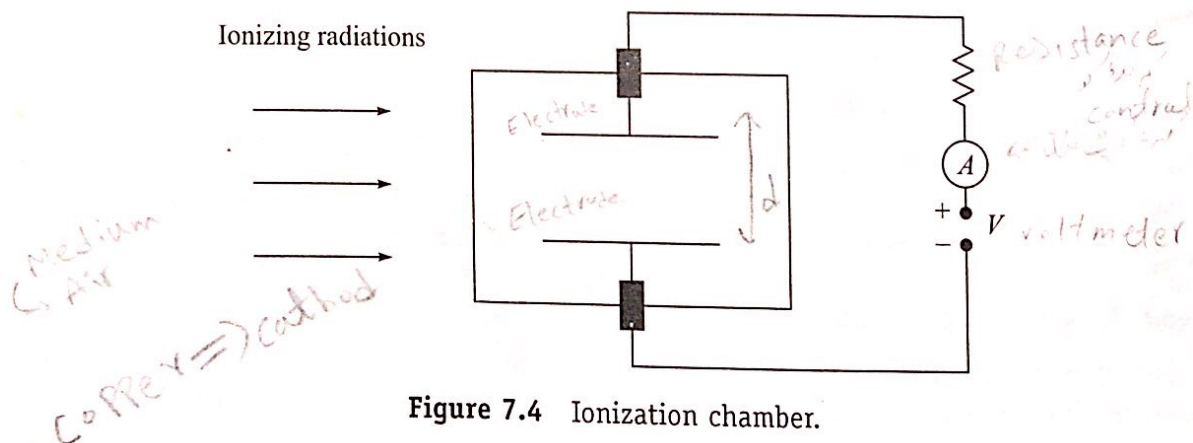 Ionizing radiations
Resistance
Electrode
A
Electrode
d
+
V
voltmeter
−
Medium
Air
Copper => cathod
Figure 7.4 Ionization chamber.